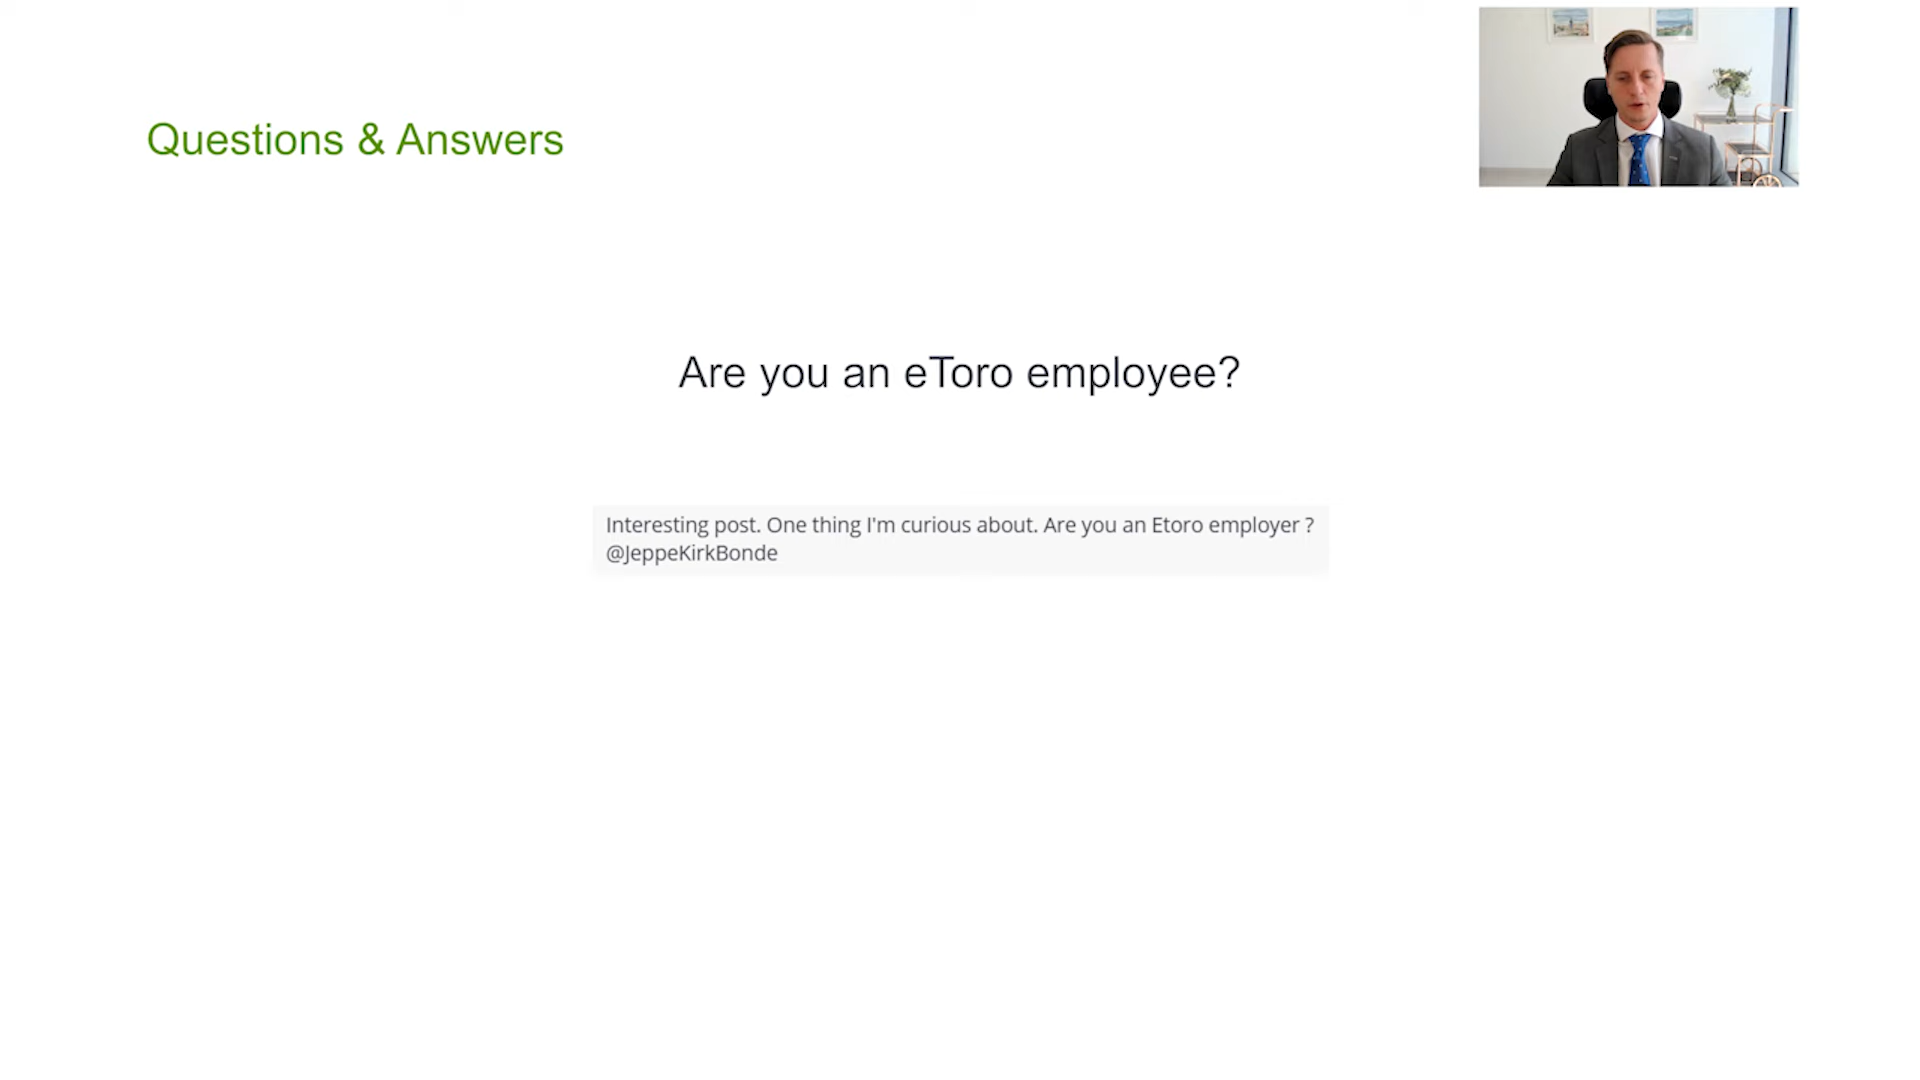 Questions & Answers
Are you an eToro employee?
Interesting post. One thing I'm curious about. Are you an Etoro employer ?
@JeppeKirkBonde